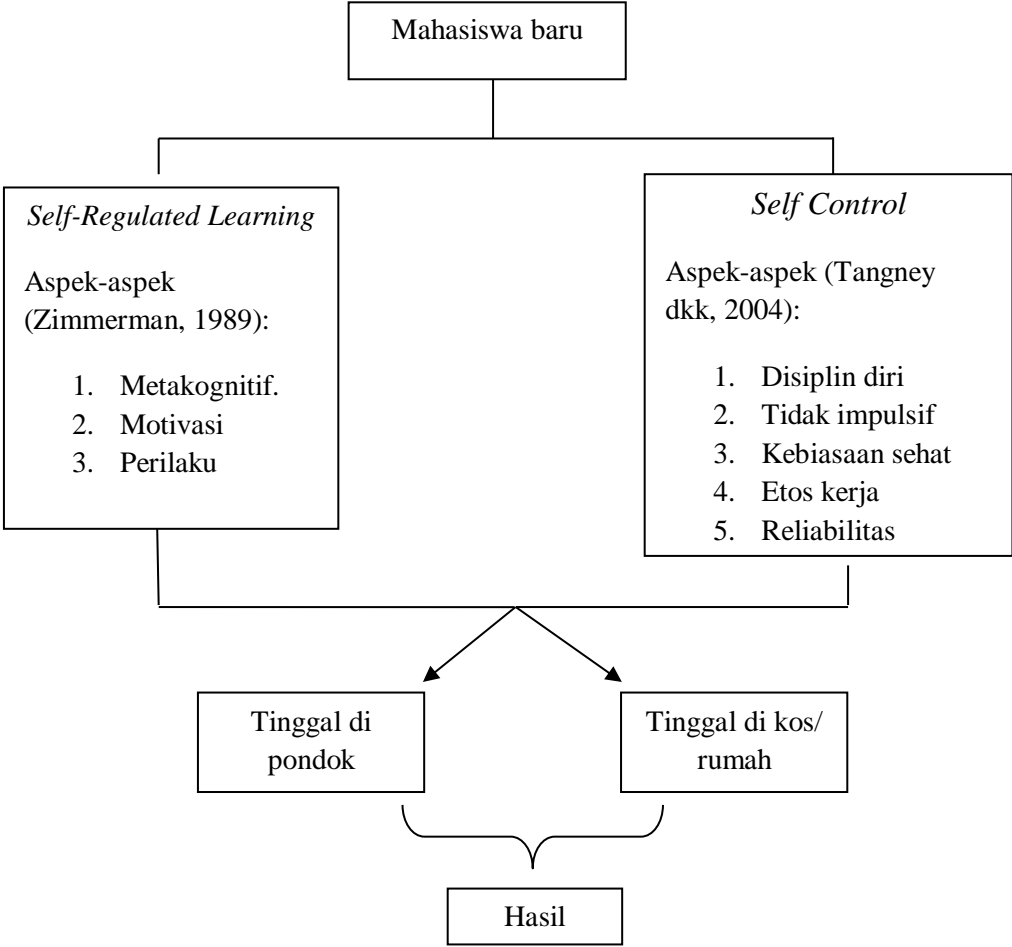 Mahasiswa baru
Self-Regulated Learning
Aspek-aspek
(Zimmerman, 1989):
1. Metakognitif.
2. Motivasi
3. Perilaku
Self Control
Aspek-aspek (Tangney
dkk, 2004):
1. Disiplin diri
2. Tidak impulsif
3. Kebiasaan sehat
4. Etos kerja
5. Reliabilitas
Tinggal di
pondok
Tinggal di kos/
rumah
Hasil